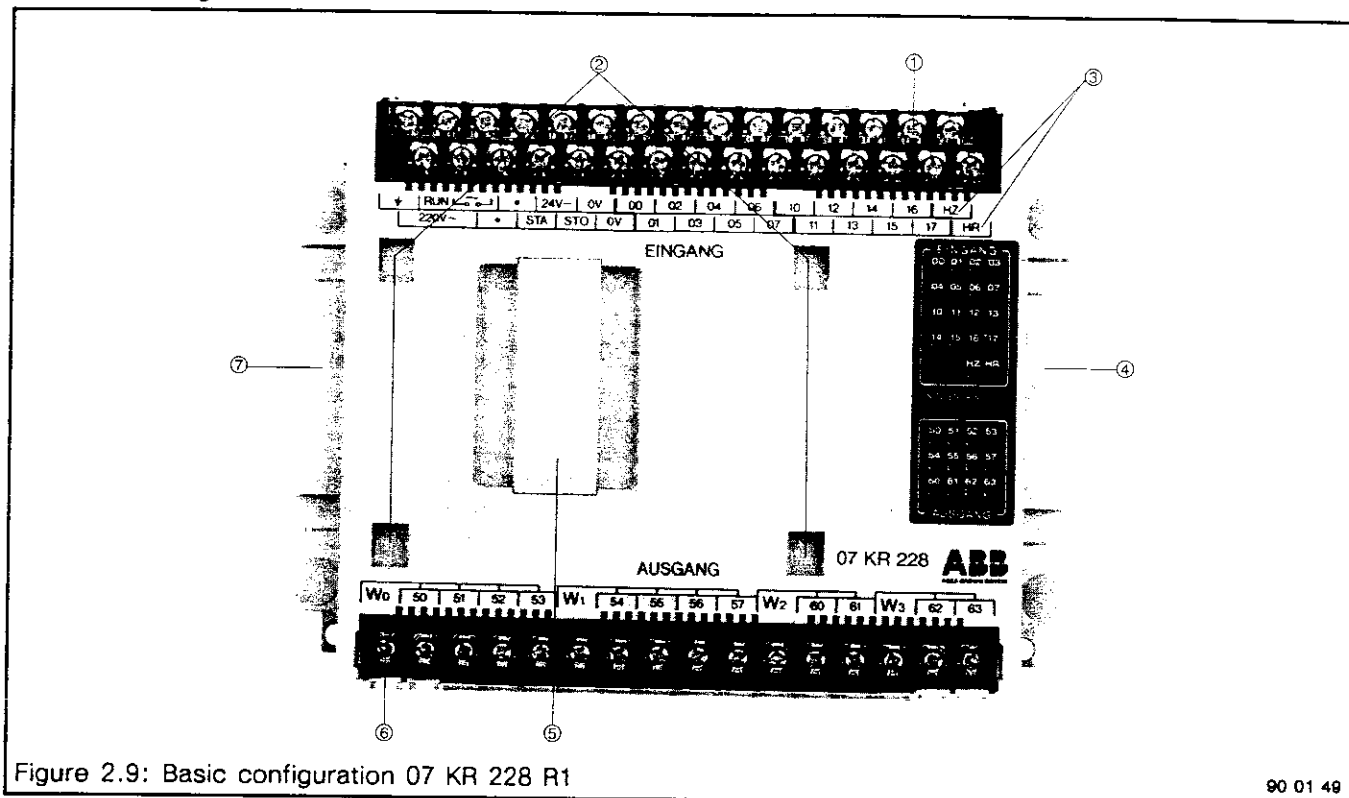 ② ① ③
RUN • 24V- 0V 00 02 04 06 10 12 14 16 HZ
220V~ • STA STO 0V 01 03 05 07 11 13 15 17 HR
EINGANG
EINGANG
00 01 02 03
04 05 06 07
10 11 12 13
14 15 16 17
HZ HR
⑦ ④
50 51 52 53
54 55 56 57
60 61 62 63
AUSGANG
07 KR 228 ABB
AUSGANG
W0 50 51 52 53 W1 54 55 56 57 W2 60 61 W3 62 63
⑥ ⑤
Figure 2.9: Basic configuration 07 KR 228 R1
90 01 49